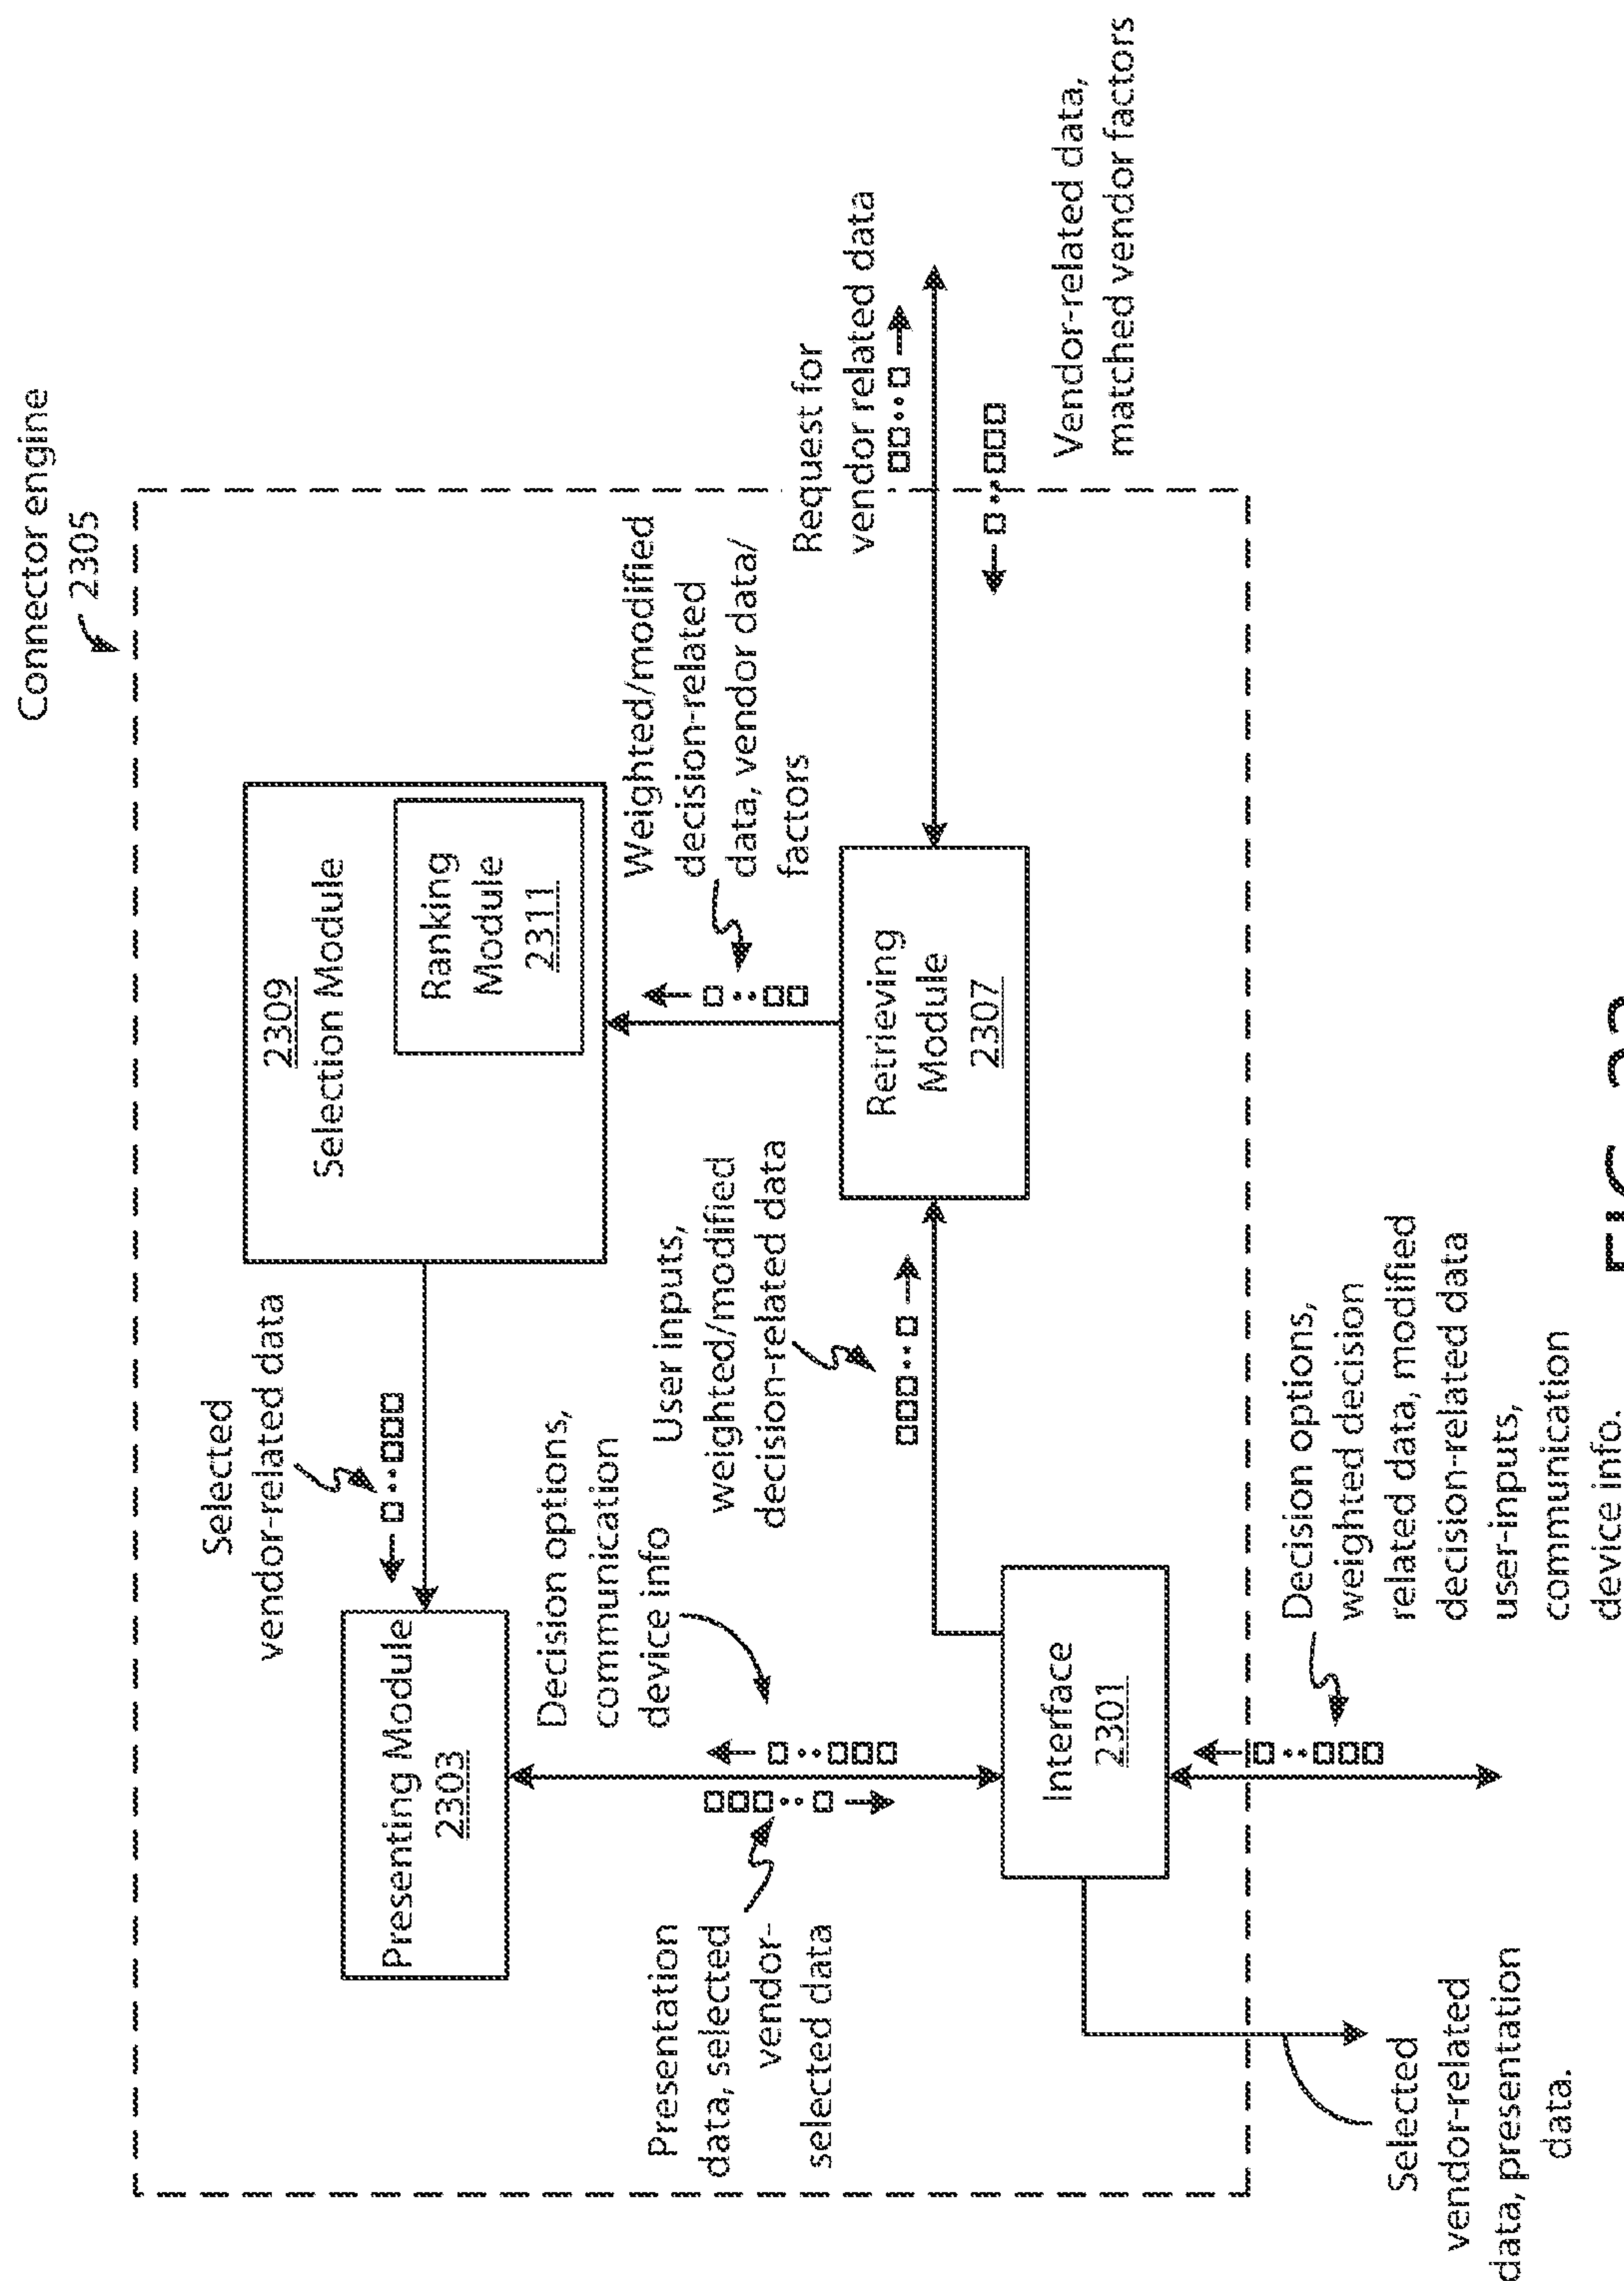 Connector engine
2305
2309
Selection Module
Ranking
Module
2311
Selected
vendor-related data
Presenting Module
2303
Decision options,
communication
device info
User inputs,
weighted/modified
decision-related data
Weighted/modified
decision-related
data, vendor data/
factors
Request for
vendor related data
Vendor-related data,
matched vendor factors
Retrieving
Module
2307
Presentation
data, selected
vendor-
selected data
Interface
2301
Decision options,
weighted decision
related data, modified
decision-related data
user-inputs,
communication
device info.
Selected
vendor-related
data, presentation
data.